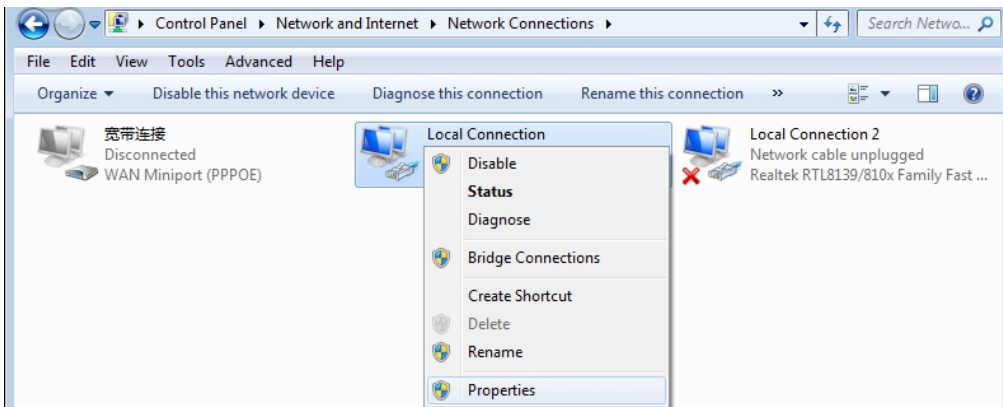 Control Panel ▸ Network and Internet ▸ Network Connections ▸
Search Netwo...
File Edit View Tools Advanced Help
Organize Disable this network device Diagnose this connection Rename this connection »
宽带连接
Disconnected
WAN Miniport (PPPOE)
Local Connection
Disable
Status
Diagnose
Bridge Connections
Create Shortcut
Delete
Rename
Properties
Local Connection 2
Network cable unplugged
Realtek RTL8139/810x Family Fast ...